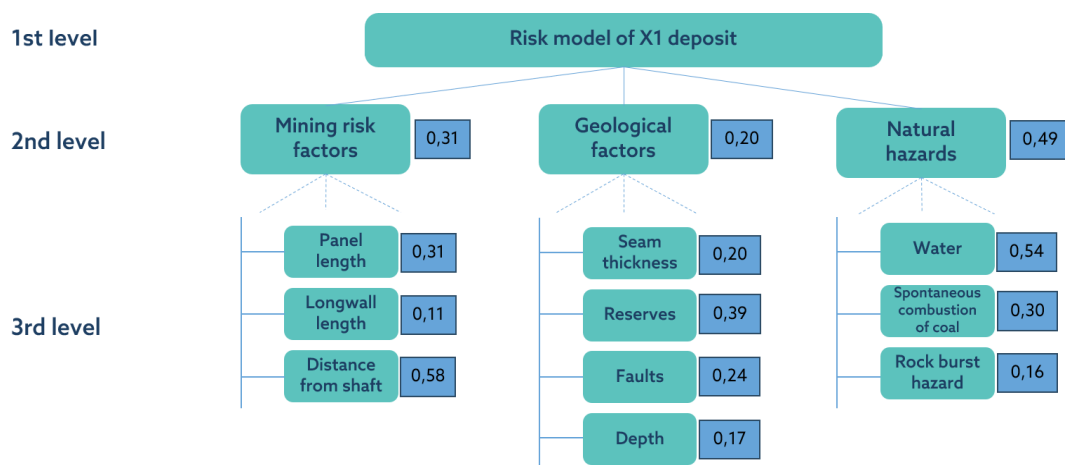 1st level
Risk model of X1 deposit
2nd level
Mining risk
factors
0,31
Geological
factors
0,20
Natural
hazards
0,49
3rd level
Panel
length
0,31
Longwall
length
0,11
Distance
from shaft
0,58
Seam
thickness
0,20
Reserves
0,39
Faults
0,24
Depth
0,17
Water
0,54
Spontaneous
combustion
of coal
0,30
Rock burst
hazard
0,16